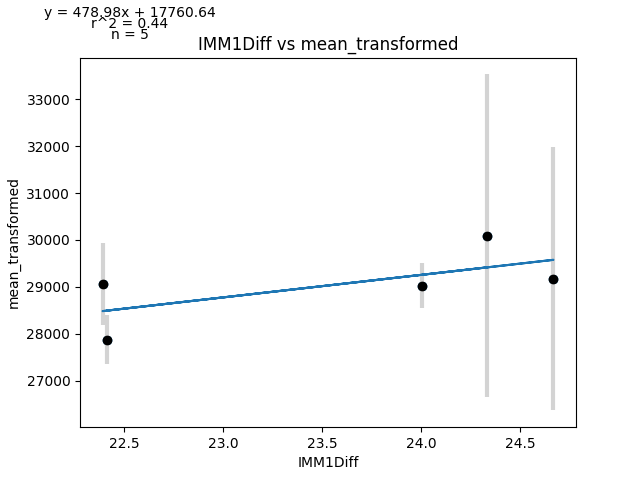 y = 478.98x + 17760.64
r^2 = 0.44
n = 5
IMM1Diff vs mean_transformed
33000
32000
31000
30000
29000
28000
27000
mean_transformed
22.5 23.0 23.5 24.0 24.5
IMM1Diff